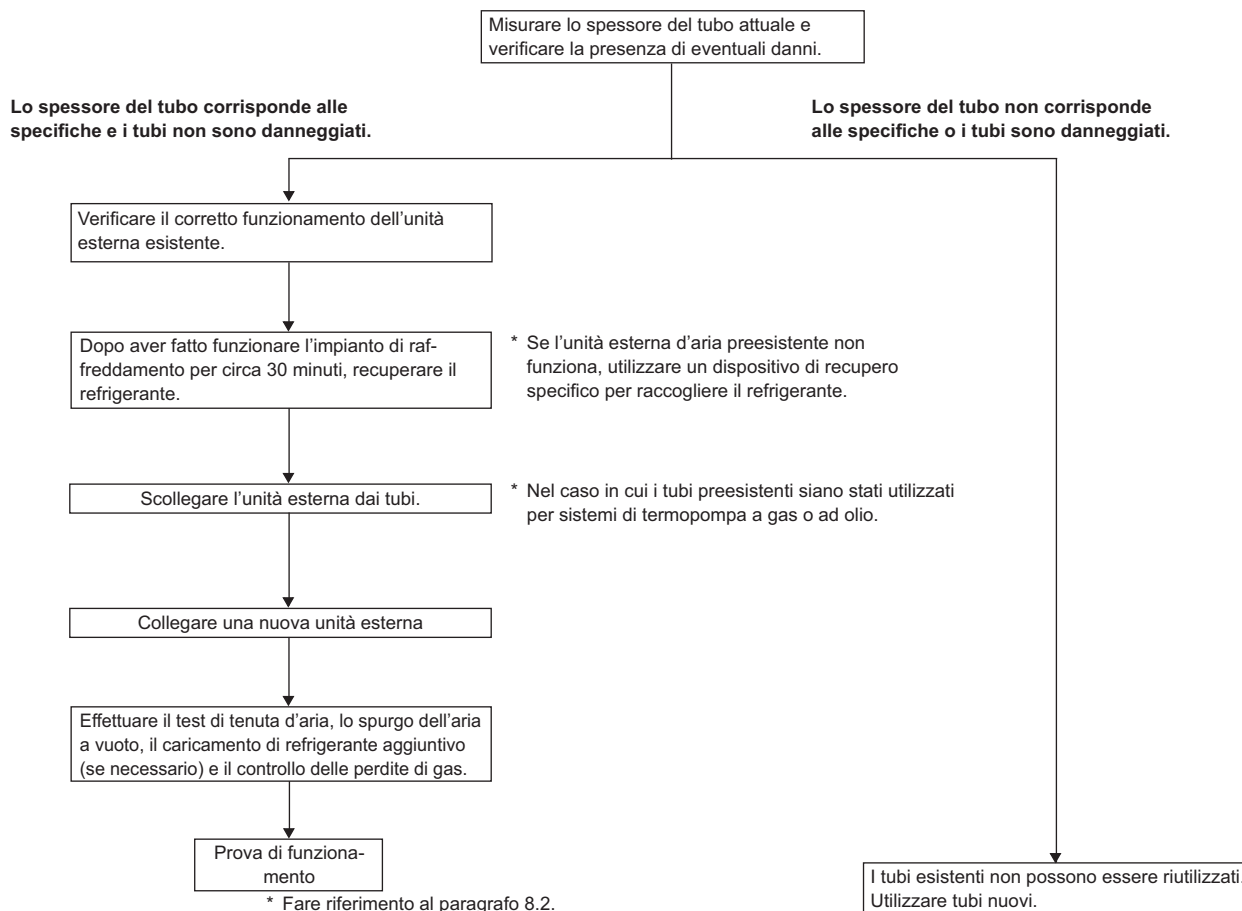 Misurare lo spessore del tubo attuale e
verificare la presenza di eventuali danni.
Lo spessore del tubo corrisponde alle
specifiche e i tubi non sono danneggiati.
Lo spessore del tubo non corrisponde
alle specifiche o i tubi sono danneggiati.
Verificare il corretto funzionamento dell'unità
esterna esistente.
Dopo aver fatto funzionare l'impianto di raf-
freddamento per circa 30 minuti, recuperare il
refrigerante.
* Se l'unità esterna d'aria preesistente non
funziona, utilizzare un dispositivo di recupero
specifico per raccogliere il refrigerante.
Scollegare l'unità esterna dai tubi.
* Nel caso in cui i tubi preesistenti siano stati utilizzati
per sistemi di termopompa a gas o ad olio.
Collegare una nuova unità esterna
Effettuare il test di tenuta d'aria, lo spurgo dell'aria
a vuoto, il caricamento di refrigerante aggiuntivo
(se necessario) e il controllo delle perdite di gas.
Prova di funziona-
mento
* Fare riferimento al paragrafo 8.2.
I tubi esistenti non possono essere riutilizzati.
Utilizzare tubi nuovi.